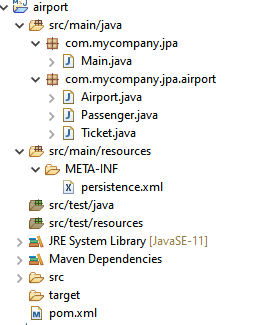 airport
src/main/java
com.mycompany.jpa
Main.java
com.mycompany.jpa.airport
Airport.java
Passenger.java
Ticket.java
src/main/resources
META-INF
persistence.xml
src/test/java
src/test/resources
JRE System Library [JavaSE-11]
Maven Dependencies
src
target
pom.xml